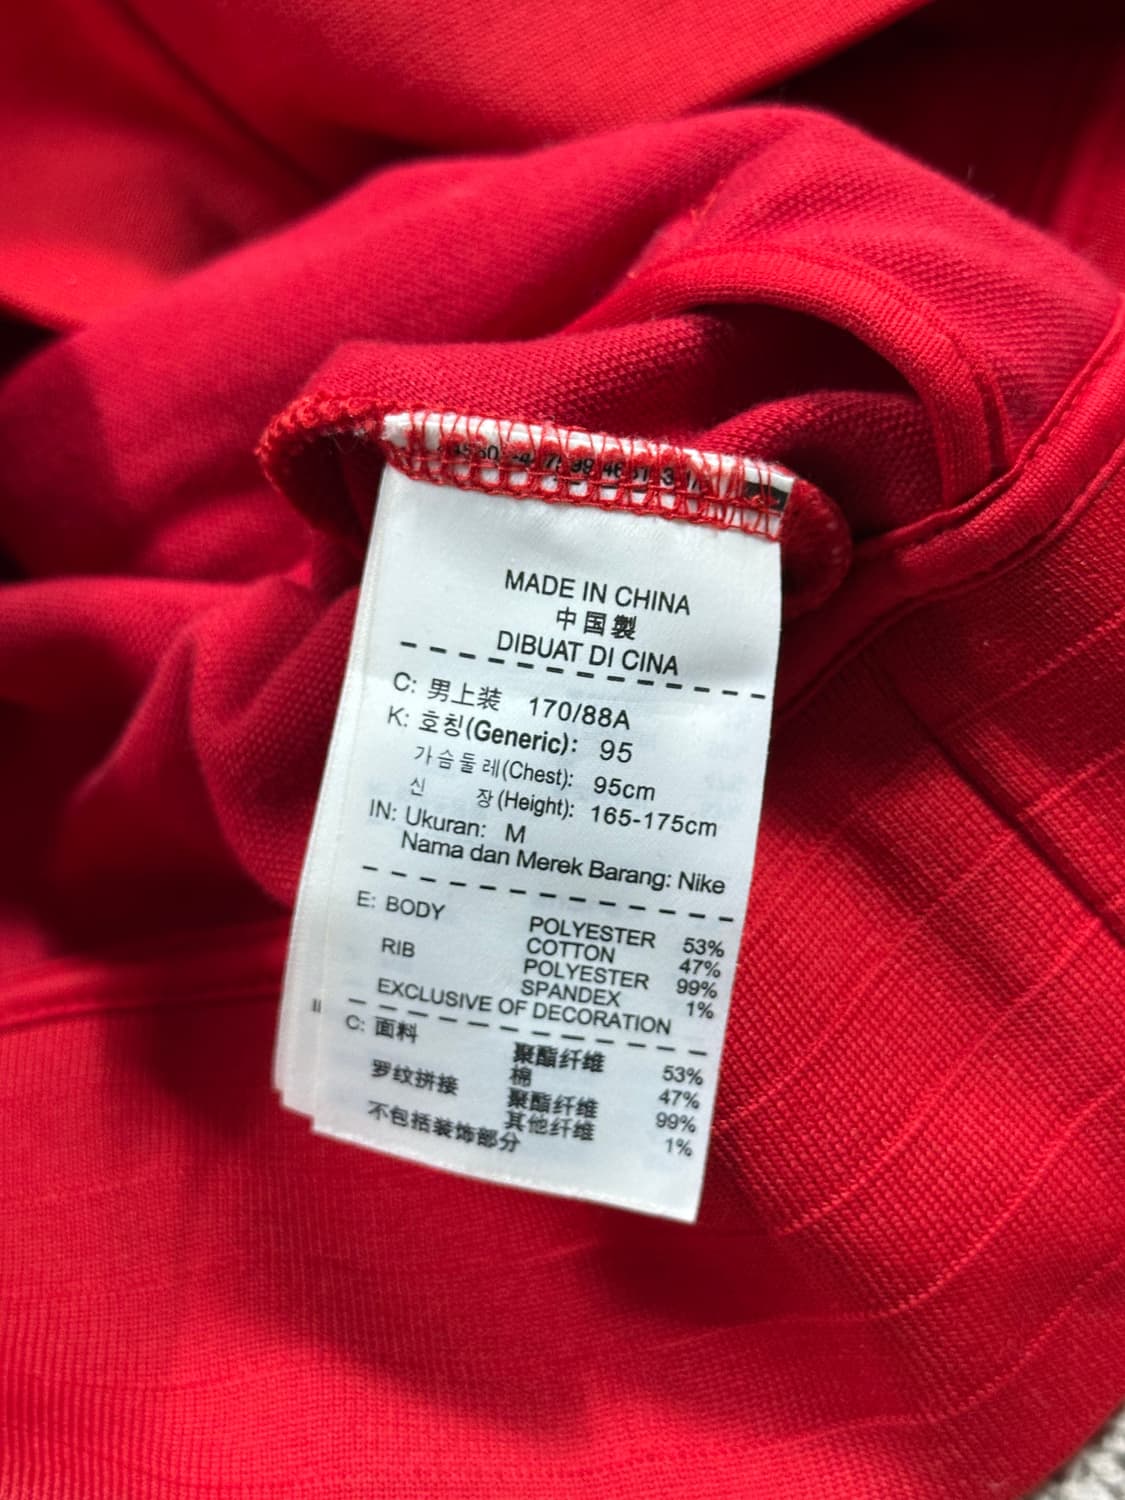 MADE IN CHINA
中国製
DIBUAT DI CINA
C: 男上装 170/88A
K: 호칭(Generic): 95
가슴둘레(Chest): 95cm
신 장(Height): 165-175cm
IN: Ukuran: M
Nama dan Merek Barang: Nike
E: BODY POLYESTER 53%
COTTON 47%
RIB POLYESTER 99%
SPANDEX 1%
EXCLUSIVE OF DECORATION
C: 面料 聚酯纤维 53%
棉 47%
罗纹拼接 聚酯纤维 99%
其他纤维 1%
不包括装饰部分